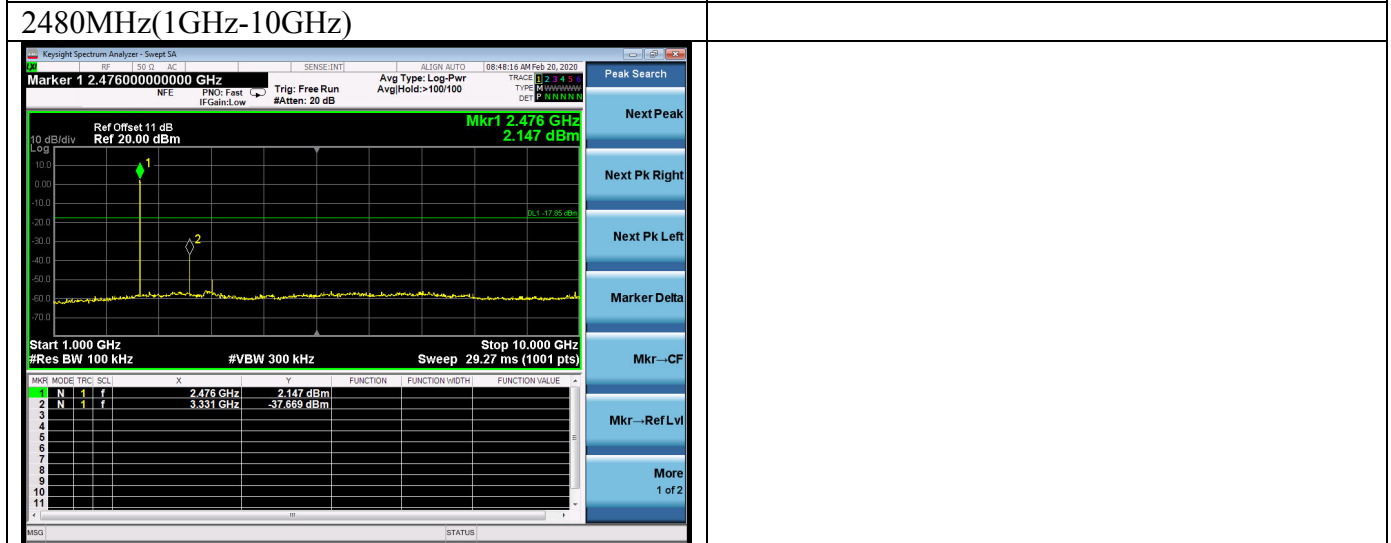 2480MHz(1GHz-10GHz)
Keysight Spectrum Analyzer - Swept SA
LXI RF 50 Ω AC SENSE:INT ALIGN AUTO 08:48:16 AM Feb 20, 2020
Marker 1 2.476000000000 GHz
NFE PNO: Fast IFGain:Low
Trig: Free Run
#Atten: 20 dB
Avg Type: Log-Pwr
Avg|Hold:>100/100
TRACE 1 2 3 4 5 6
TYPE M WWWWW
DET P N N N N N
Peak Search
Next Peak
Next Pk Right
Next Pk Left
Marker Delta
Mkr→CF
Mkr→Ref Lvl
More
1 of 2
Mkr1 2.476 GHz
2.147 dBm
Ref Offset 11 dB
10 dB/div Ref 20.00 dBm
Log
10.0
0.00
-10.0
-20.0
-30.0
-40.0
-50.0
-60.0
-70.0
1
2
DL1 -17.85 dBm
Start 1.000 GHz Stop 10.000 GHz
#Res BW 100 kHz #VBW 300 kHz Sweep 29.27 ms (1001 pts)
MKR MODE TRC SCL X Y FUNCTION FUNCTION WIDTH FUNCTION VALUE
1 N 1 f 2.476 GHz 2.147 dBm
2 N 1 f 3.331 GHz -37.669 dBm
3
4
5
6
7
8
9
10
11
MSG STATUS